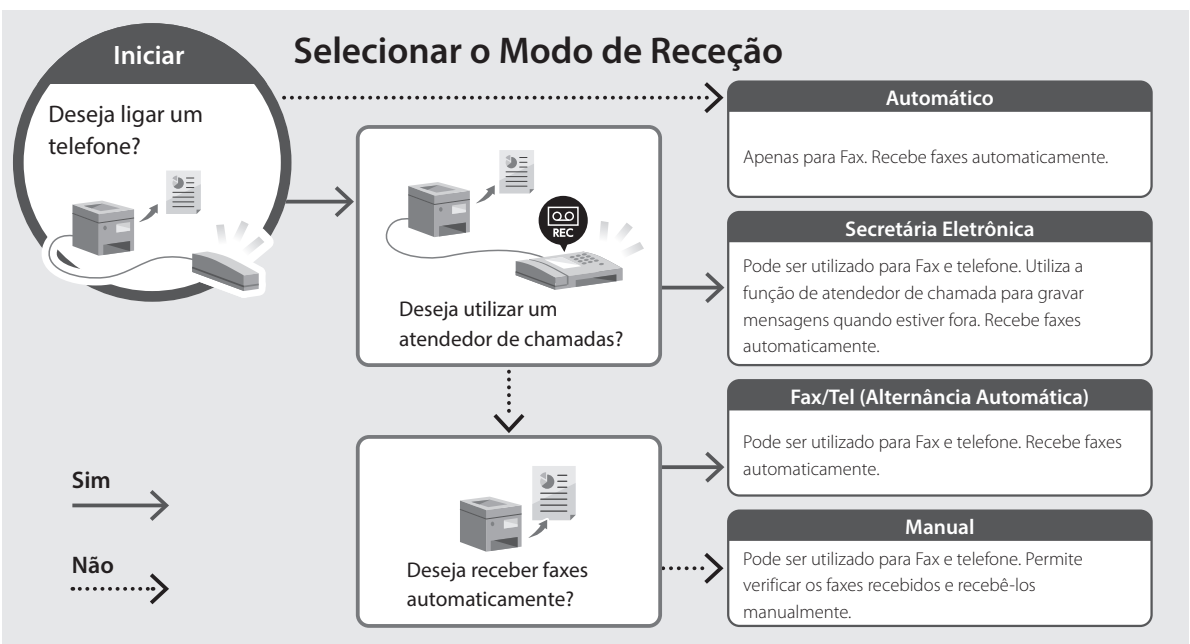 Iniciar
Selecionar o Modo de Receção
Deseja ligar um
telefone?
Automático
Apenas para Fax. Recebe faxes automaticamente.
REC
Deseja utilizar um
atendedor de chamadas?
Secretária Eletrônica
Pode ser utilizado para Fax e telefone. Utiliza a
função de atendedor de chamada para gravar
mensagens quando estiver fora. Recebe faxes
automaticamente.
Fax/Tel (Alternância Automática)
Pode ser utilizado para Fax e telefone. Recebe faxes
automaticamente.
Sim
Não
Deseja receber faxes
automaticamente?
Manual
Pode ser utilizado para Fax e telefone. Permite
verificar os faxes recebidos e recebê-los
manualmente.